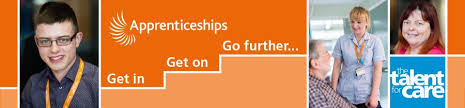 Apprenticeships
Go further...
Get on
Get in
the
talent
for
care